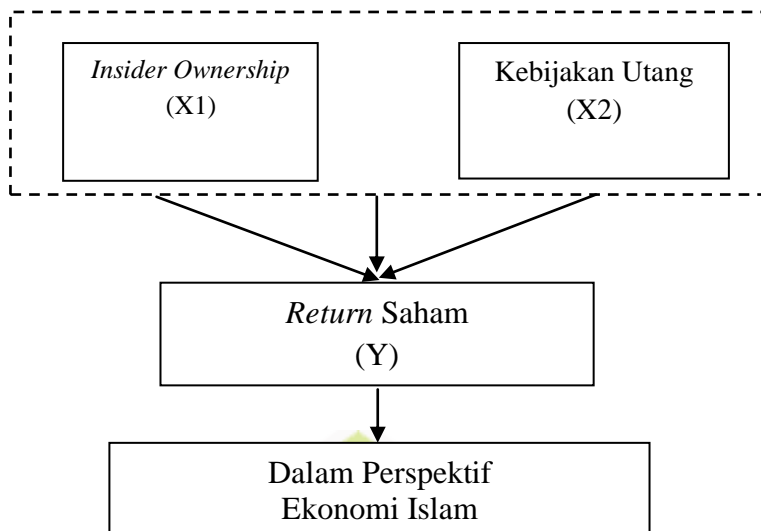 Insider Ownership
(X1)
Kebijakan Utang
(X2)
Return Saham
(Y)
Dalam Perspektif
Ekonomi Islam